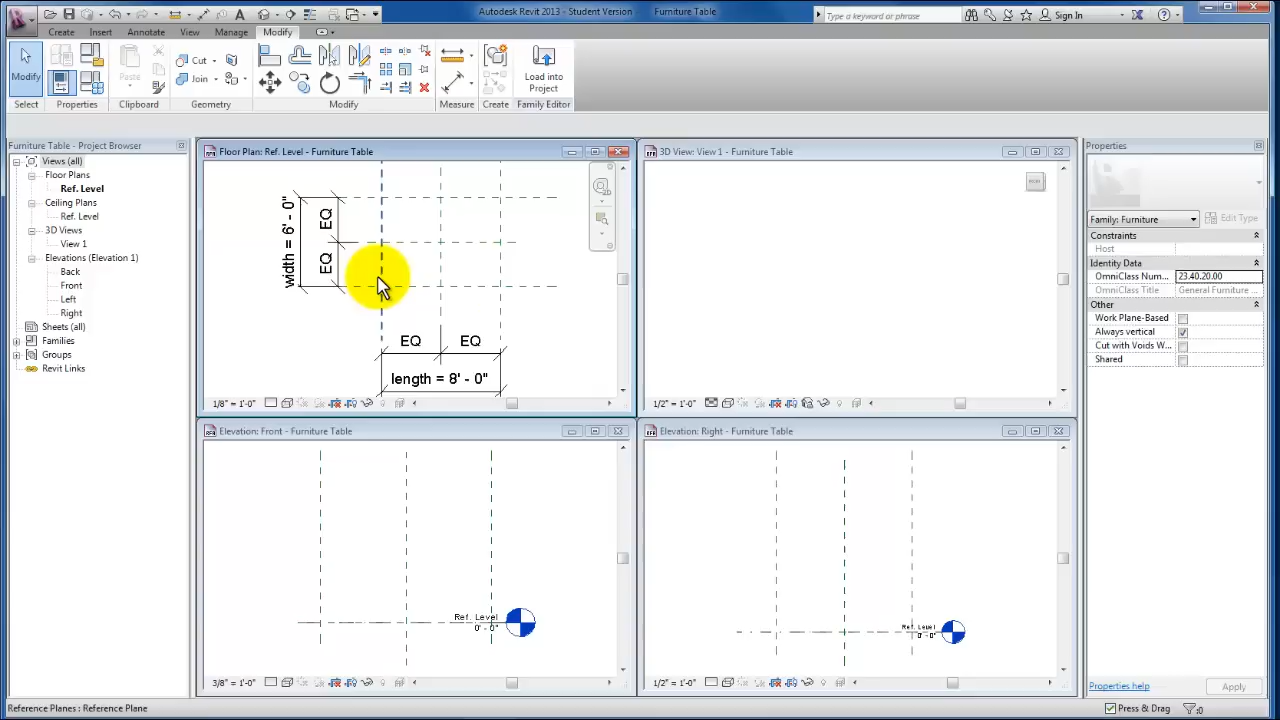 Autodesk Revit 2013 - Student Version
Furniture Table
Type a keyword or phrase
Sign In
Create
Insert
Annotate
View
Manage
Modify
Modify
Paste
Cut
Join
Load into
Project
Select
Properties
Clipboard
Geometry
Modify
Measure
Create
Family Editor
Furniture Table - Project Browser
Views (all)
Floor Plans
Ref. Level
Ceiling Plans
Ref. Level
3D Views
View 1
Elevations (Elevation 1)
Back
Front
Left
Right
Sheets (all)
Families
Groups
Revit Links
Floor Plan: Ref. Level - Furniture Table
width = 6' - 0"
EQ
EQ
EQ
EQ
length = 8' - 0"
1/8" = 1'-0"
3D View: View 1 - Furniture Table
1/2" = 1'-0"
Elevation: Front - Furniture Table
Ref. Level
0' - 0"
3/8" = 1'-0"
Elevation: Right - Furniture Table
Ref. Level
0' - 0"
1/2" = 1'-0"
Properties
Family: Furniture
Edit Type
Constraints
Host
Identity Data
OmniClass Num... 23.40.20.00
OmniClass Title General Furniture ...
Other
Work Plane-Based
Always vertical
Cut with Voids W...
Shared
Properties help
Apply
Reference Planes : Reference Plane
Press & Drag
:0